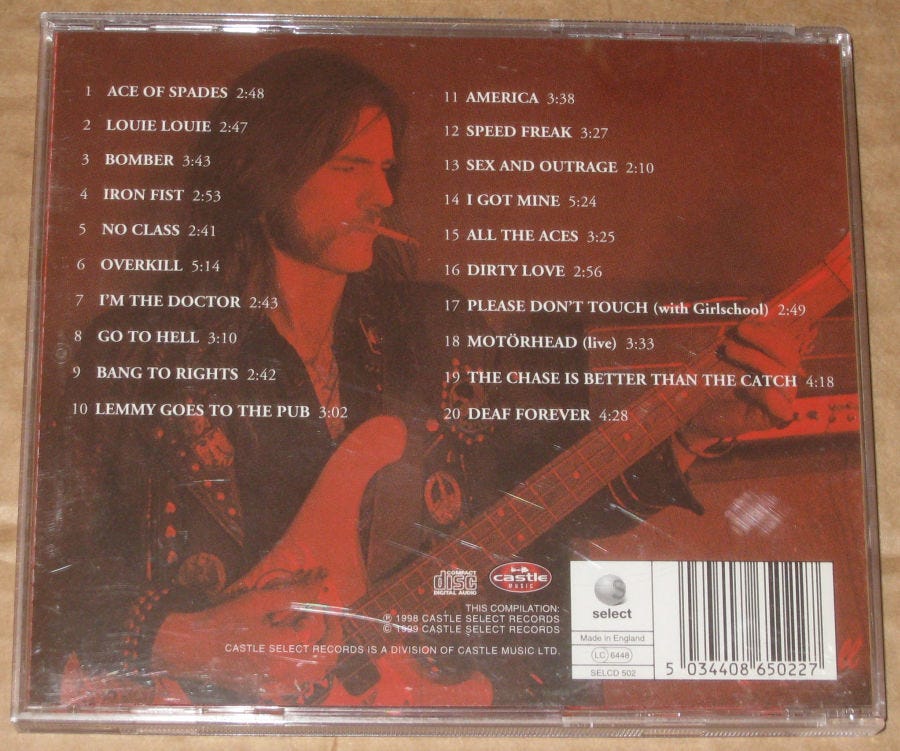 1 ACE OF SPADES 2:48
2 LOUIE LOUIE 2:47
3 BOMBER 3:43
4 IRON FIST 2:53
5 NO CLASS 2:41
6 OVERKILL 5:14
7 I'M THE DOCTOR 2:43
8 GO TO HELL 3:10
9 BANG TO RIGHTS 2:42
10 LEMMY GOES TO THE PUB 3:02
11 AMERICA 3:38
12 SPEED FREAK 3:27
13 SEX AND OUTRAGE 2:10
14 I GOT MINE 5:24
15 ALL THE ACES 3:25
16 DIRTY LOVE 2:56
17 PLEASE DON'T TOUCH (with Girlschool) 2:49
18 MOTÖRHEAD (live) 3:33
19 THE CHASE IS BETTER THAN THE CATCH 4:18
20 DEAF FOREVER 4:28
COMPACT
disc
DIGITAL AUDIO
castle
MUSIC
THIS COMPILATION:
℗ 1998 CASTLE SELECT RECORDS
© 1999 CASTLE SELECT RECORDS
CASTLE SELECT RECORDS IS A DIVISION OF CASTLE MUSIC LTD.
S
select
Made in England
LC 6448
SELCD 502
5 034408 650227